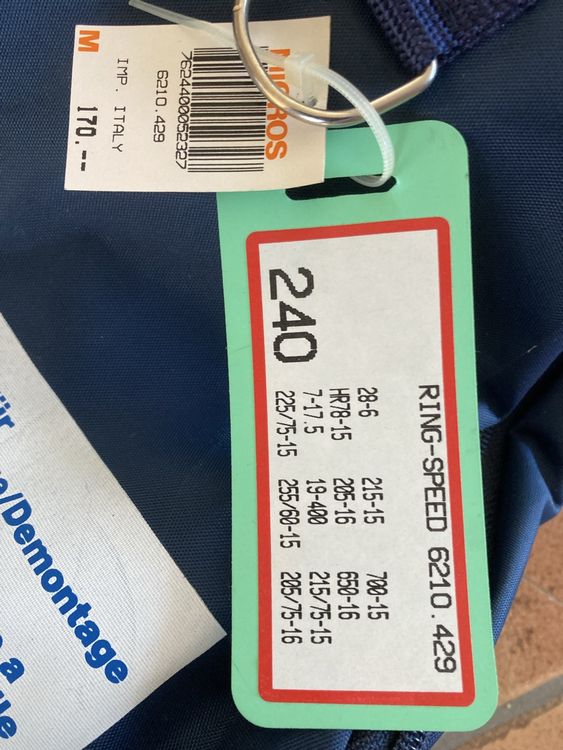 MIGROS
7624400052327
6210.429
IMP. ITALY
M 170.--
RING-SPEED 6210.429
28-6 215-15 700-15
HR78-15 205-16 650-16
7-17.5 19-400 215/75-15
240 225/75-15 255/60-15 205/75-16
für
/Demontage
a